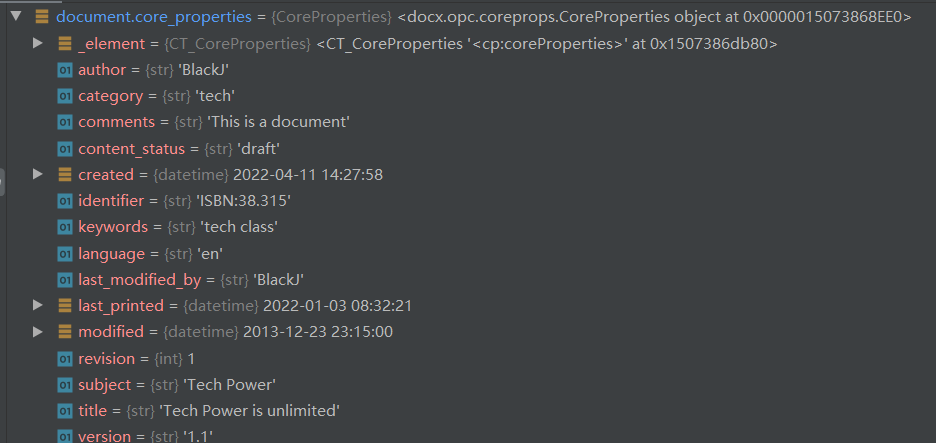 document.core_properties = {CoreProperties} <docx.opc.coreprops.CoreProperties object at 0x0000015073868EE0>
_element = {CT_CoreProperties} <CT_CoreProperties '<cp:coreProperties>' at 0x1507386db80>
01 author = {str} 'BlackJ'
01 category = {str} 'tech'
01 comments = {str} 'This is a document'
01 content_status = {str} 'draft'
created = {datetime} 2022-04-11 14:27:58
01 identifier = {str} 'ISBN:38.315'
01 keywords = {str} 'tech class'
01 language = {str} 'en'
01 last_modified_by = {str} 'BlackJ'
last_printed = {datetime} 2022-01-03 08:32:21
modified = {datetime} 2013-12-23 23:15:00
01 revision = {int} 1
01 subject = {str} 'Tech Power'
01 title = {str} 'Tech Power is unlimited'
01 version = {str} '1.1'